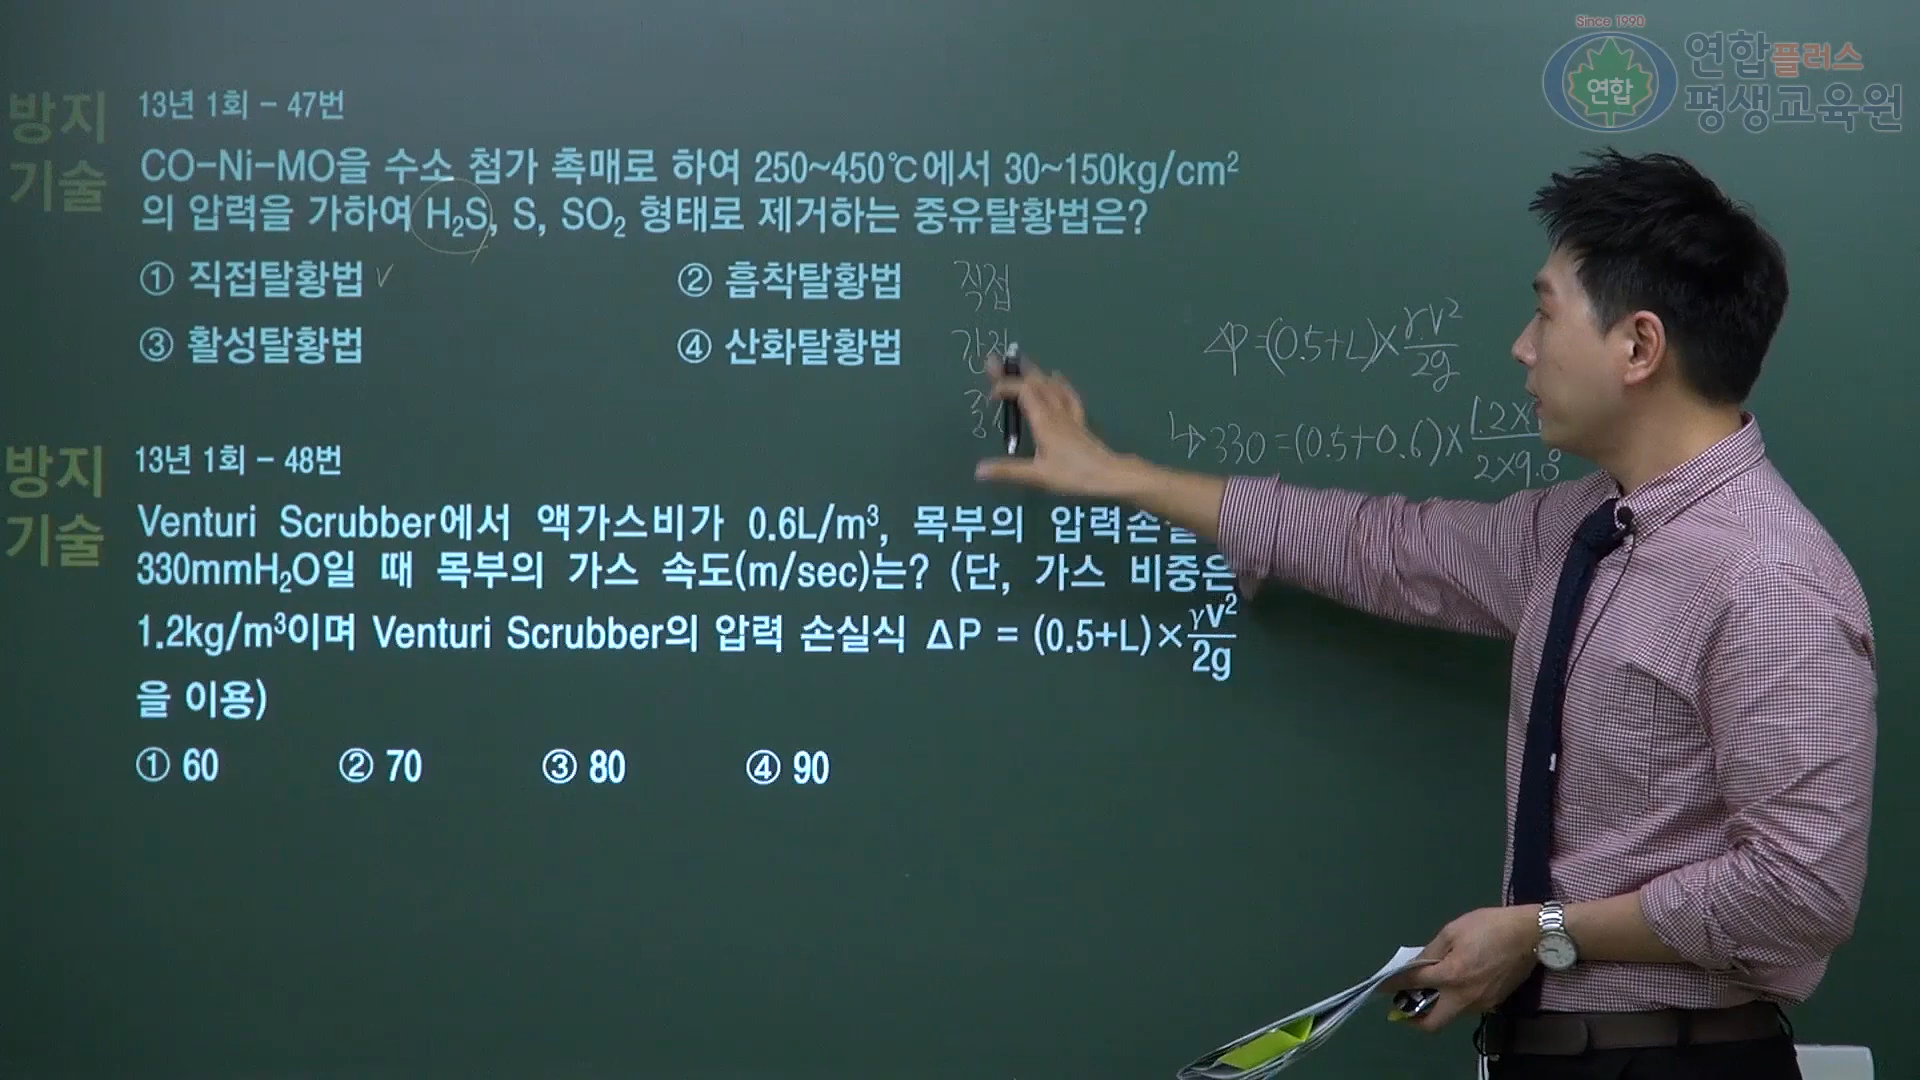 Since 1990
연합
연합플러스
평생교육원
방지
기술
13년 1회 - 47번
CO-Ni-MO을 수소 첨가 촉매로 하여 250~450℃에서 30~150kg/cm²
의 압력을 가하여 H₂S, S, SO₂ 형태로 제거하는 중유탈황법은?
① 직접탈황법 ✓
② 흡착탈황법
③ 활성탈황법
④ 산화탈황법
직접
ΔP=(0.5+L)×γv²/2g
↳ 330=(0.5+0.6)×1.2×/2×9.8
방지
기술
13년 1회 - 48번
Venturi Scrubber에서 액가스비가 0.6L/m³, 목부의 압력손
330mmH₂O일 때 목부의 가스 속도(m/sec)는? (단, 가스 비중은
1.2kg/m³이며 Venturi Scrubber의 압력 손실식 ΔP = (0.5+L)×γv²/2g
을 이용)
① 60 ② 70 ③ 80 ④ 90